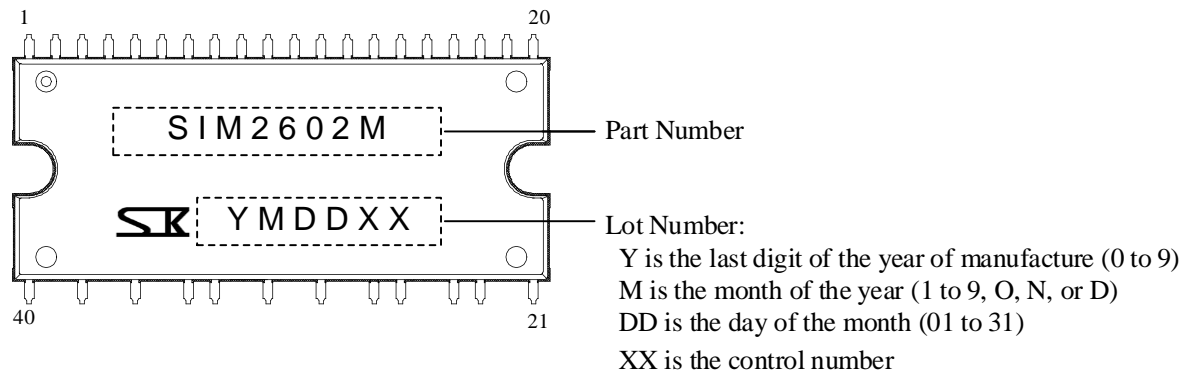 1 20
SIM2602M
Part Number
SK YMDDXX
Lot Number:
Y is the last digit of the year of manufacture (0 to 9)
M is the month of the year (1 to 9, O, N, or D)
DD is the day of the month (01 to 31)
XX is the control number
40 21